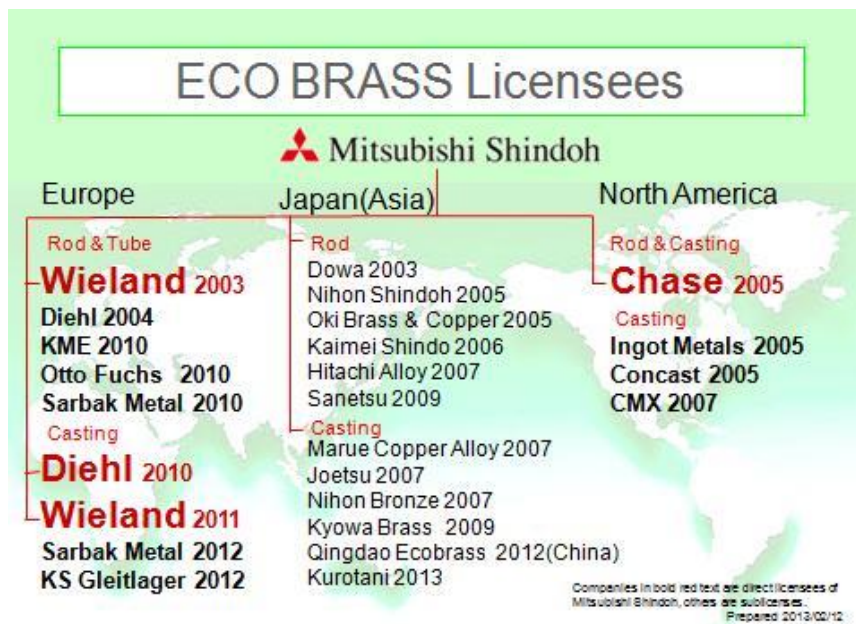 ECO BRASS Licensees
Mitsubishi Shindoh
Europe
Rod & Tube
Wieland 2003
Diehl 2004
KME 2010
Otto Fuchs 2010
Sarbak Metal 2010
Casting
Diehl 2010
Wieland 2011
Sarbak Metal 2012
KS Gleitlager 2012
Japan(Asia)
Rod
Dowa 2003
Nihon Shindoh 2005
Oki Brass & Copper 2005
Kaimei Shindo 2006
Hitachi Alloy 2007
Sanetsu 2009
Casting
Marue Copper Alloy 2007
Joetsu 2007
Nihon Bronze 2007
Kyowa Brass 2009
Qingdao Ecobrass 2012(China)
Kurotani 2013
North America
Rod & Casting
Chase 2005
Casting
Ingot Metals 2005
Concast 2005
CMX 2007
Companies in bold red text are direct licensees of
Mitsubishi Shindoh, others are sublicenses.
Prepared 2013/02/12